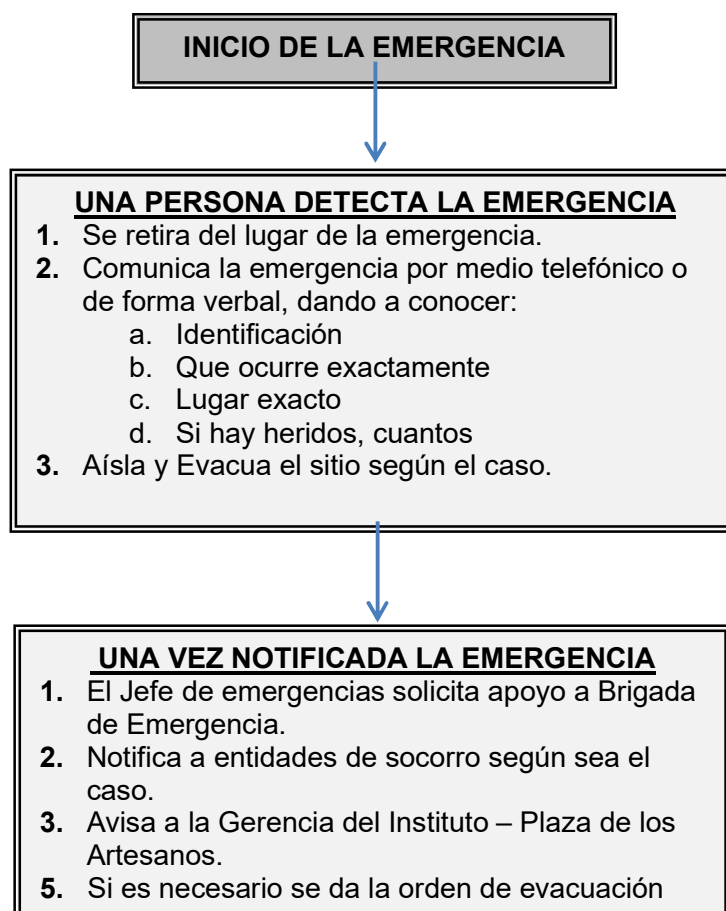 INICIO DE LA EMERGENCIA
UNA PERSONA DETECTA LA EMERGENCIA
1. Se retira del lugar de la emergencia.
2. Comunica la emergencia por medio telefónico o
de forma verbal, dando a conocer:
a. Identificación
b. Que ocurre exactamente
c. Lugar exacto
d. Si hay heridos, cuantos
3. Aísla y Evacua el sitio según el caso.
UNA VEZ NOTIFICADA LA EMERGENCIA
1. El Jefe de emergencias solicita apoyo a Brigada
de Emergencia.
2. Notifica a entidades de socorro según sea el
caso.
3. Avisa a la Gerencia del Instituto – Plaza de los
Artesanos.
5. Si es necesario se da la orden de evacuación